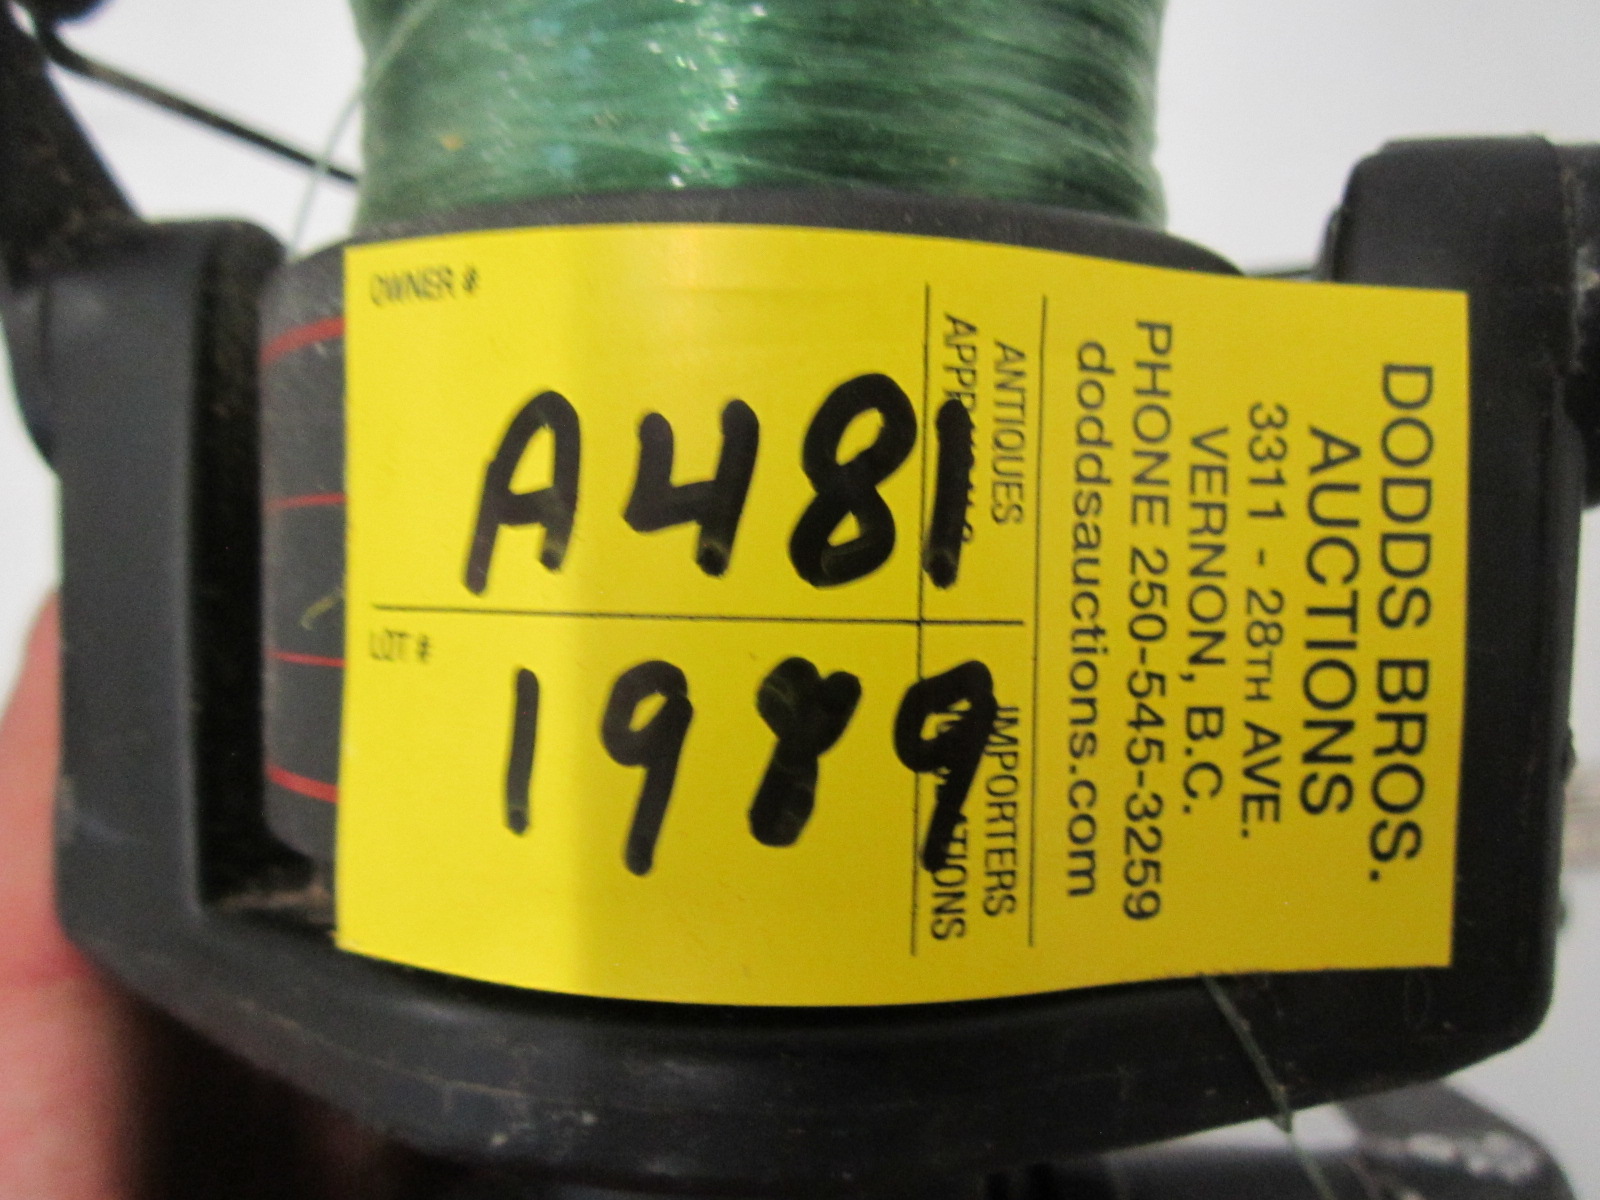 DODDS BROS.
AUCTIONS
3311 - 28TH AVE.
VERNON, B.C.
PHONE 250-545-3259
doddsauctions.com
ANTIQUES
IMPORTERS
OWNER #
A481
LOT #
1989